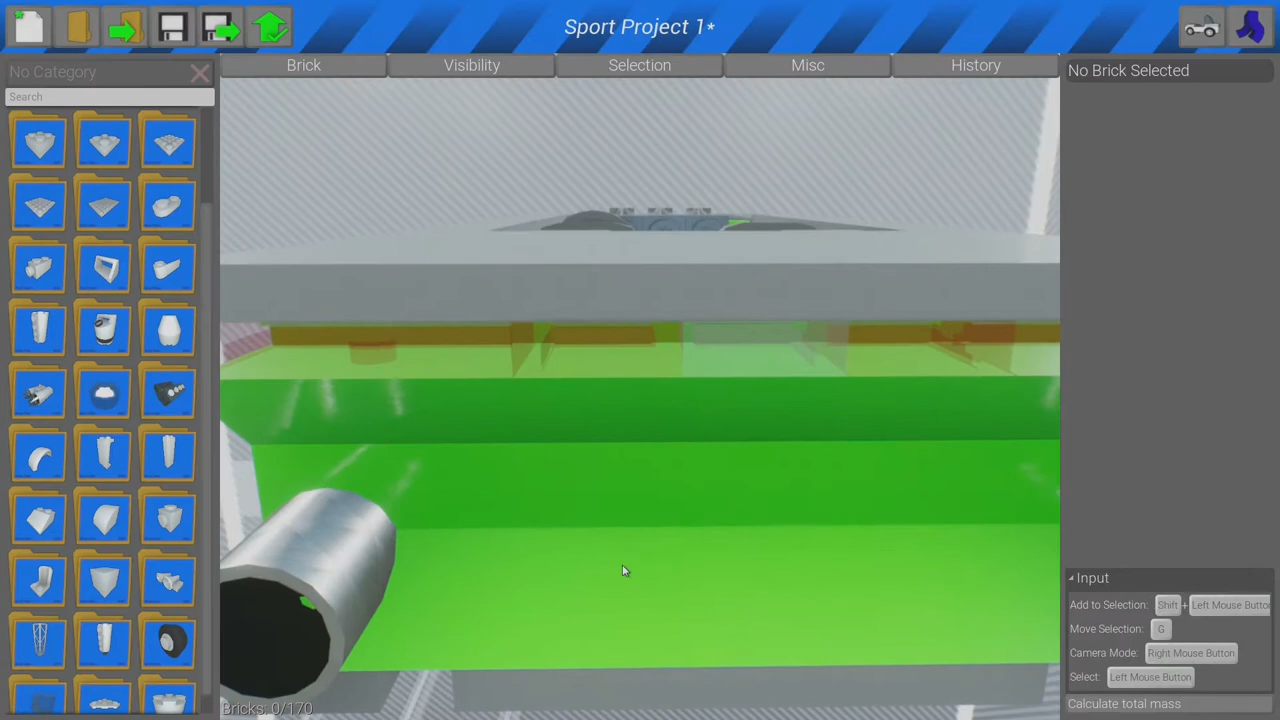 Sport Project 1*
No Category
Search
Brick
Visibility
Selection
Misc
History
No Brick Selected
Input
Add to Selection: Shift + Left Mouse Button
Move Selection: G
Camera Mode: Right Mouse Button
Select: Left Mouse Button
Calculate total mass
Bricks: 0/170